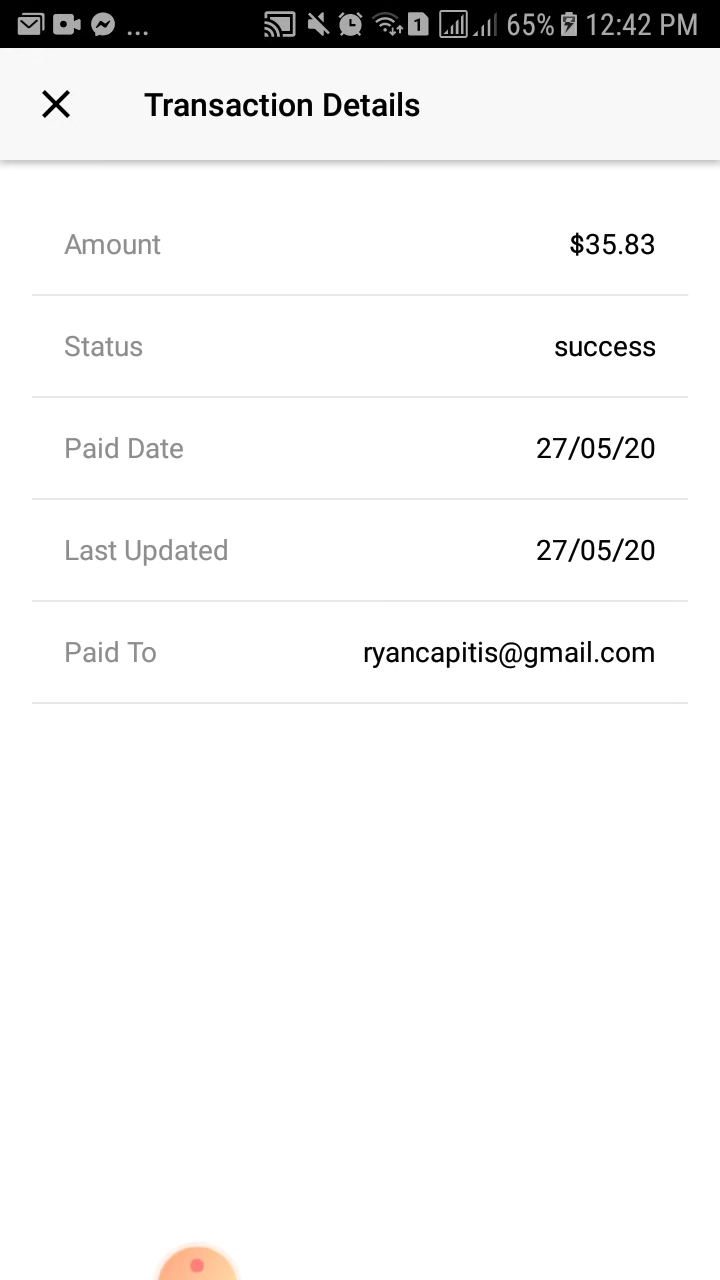 ... 1 65% 12:42 PM
Transaction Details
Amount $35.83
Status success
Paid Date 27/05/20
Last Updated 27/05/20
Paid To ryancapitis@gmail.com